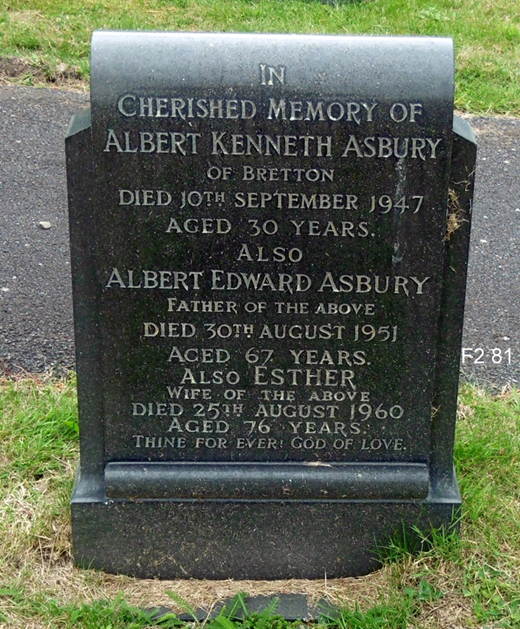 IN
CHERISHED MEMORY OF
ALBERT KENNETH ASBURY
OF BRETTON
DIED 10TH SEPTEMBER 1947
AGED 30 YEARS.
ALSO
ALBERT EDWARD ASBURY
FATHER OF THE ABOVE
DIED 30TH AUGUST 1951
AGED 67 YEARS.
ALSO ESTHER
WIFE OF THE ABOVE
DIED 25TH AUGUST 1960
AGED 76 YEARS.
THINE FOR EVER! GOD OF LOVE.
F2 81